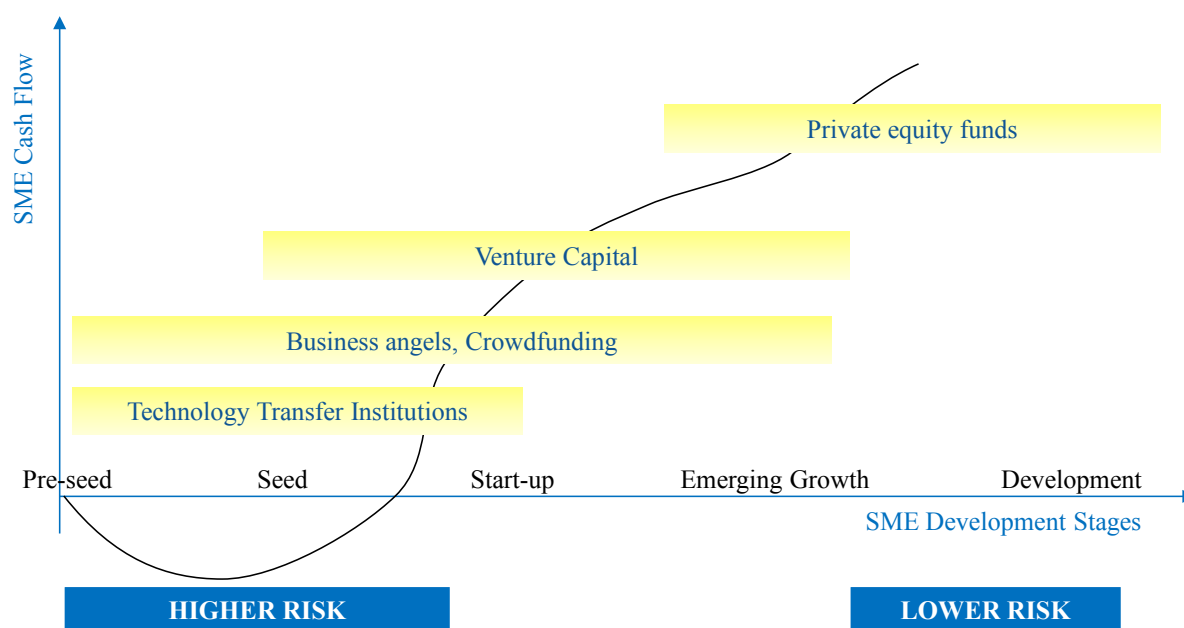 SME Cash Flow
Private equity funds
Venture Capital
Business angels, Crowdfunding
Technology Transfer Institutions
Pre-seed Seed Start-up Emerging Growth Development
SME Development Stages
HIGHER RISK LOWER RISK